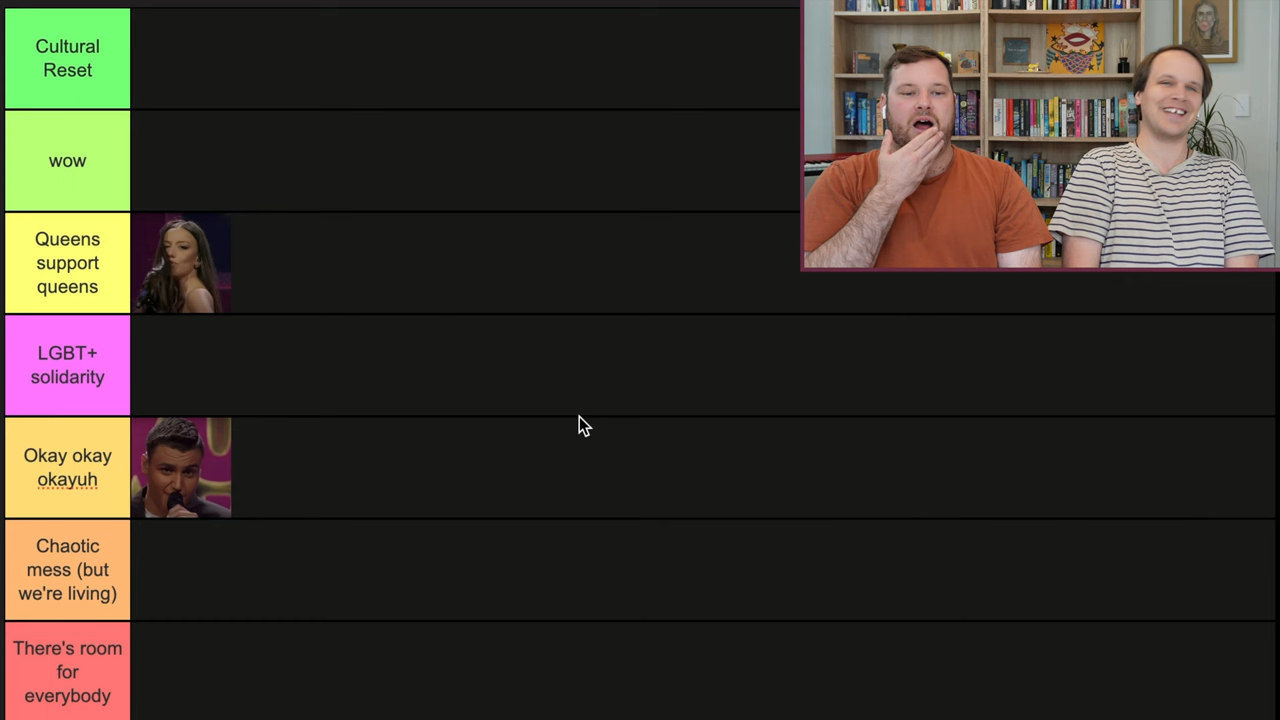 Cultural
Reset
wow
Queens
support
queens
LGBT+
solidarity
Okay okay
okayuh
Chaotic
mess (but
we're living)
There's room
for
everybody